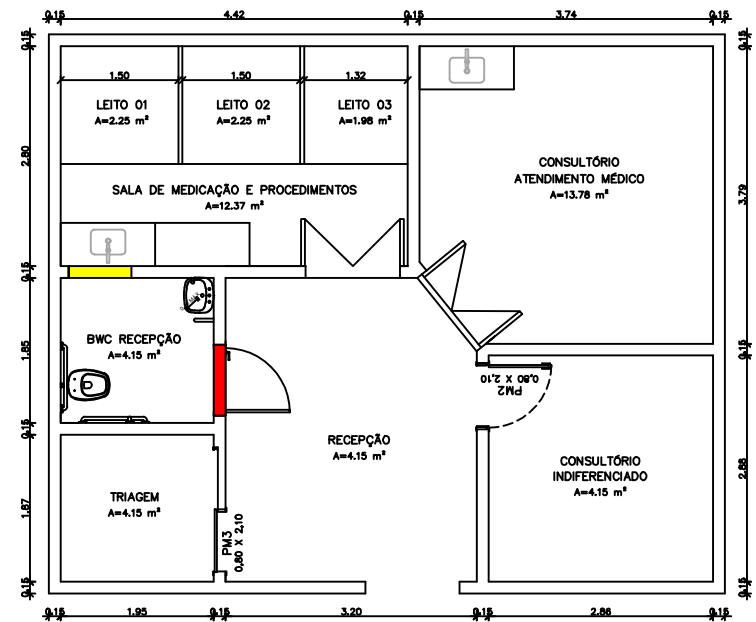 0.15
4.42
0.15
3.74
0.15
0.15
0.15
1.50
1.50
1.32
LEITO 01
A=2.25 m²
LEITO 02
A=2.25 m²
LEITO 03
A=1.98 m²
2.80
CONSULTÓRIO
ATENDIMENTO MÉDICO
A=13.78 m²
3.79
SALA DE MEDICAÇÃO E PROCEDIMENTOS
A=12.37 m²
0.15
BWC RECEPÇÃO
A=4.15 m²
1.85
0.15
PM2
0,80 X 2,10
0.15
RECEPÇÃO
A=4.15 m²
CONSULTÓRIO
INDIFERENCIADO
A=4.15 m²
2.88
TRIAGEM
A=4.15 m²
1.87
PM3
0,80 X 2,10
0.15
0.15
0.15
1.95
0.15
3.20
0.15
2.86
0.15